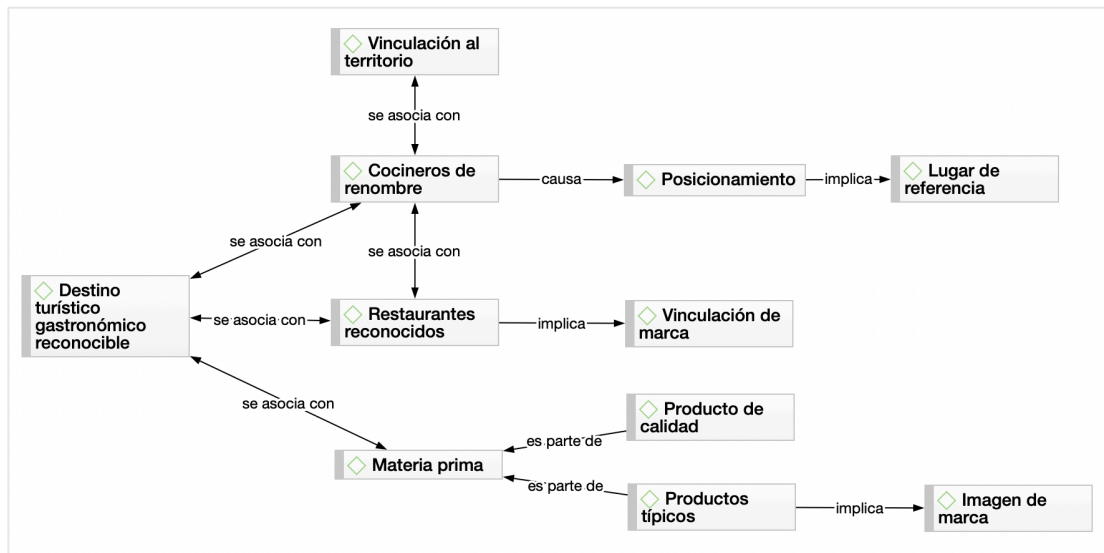 Vinculación al
territorio
se asocia con
Cocineros de
renombre
causa
Posicionamiento
implica
Lugar de
referencia
se asocia con
se asocia con
Destino
turístico
gastronómico
reconocible
se asocia con
Restaurantes
reconocidos
implica
Vinculación de
marca
se asocia con
Producto de
calidad
es parte de
Materia prima
es parte de
Productos
típicos
implica
Imagen de
marca